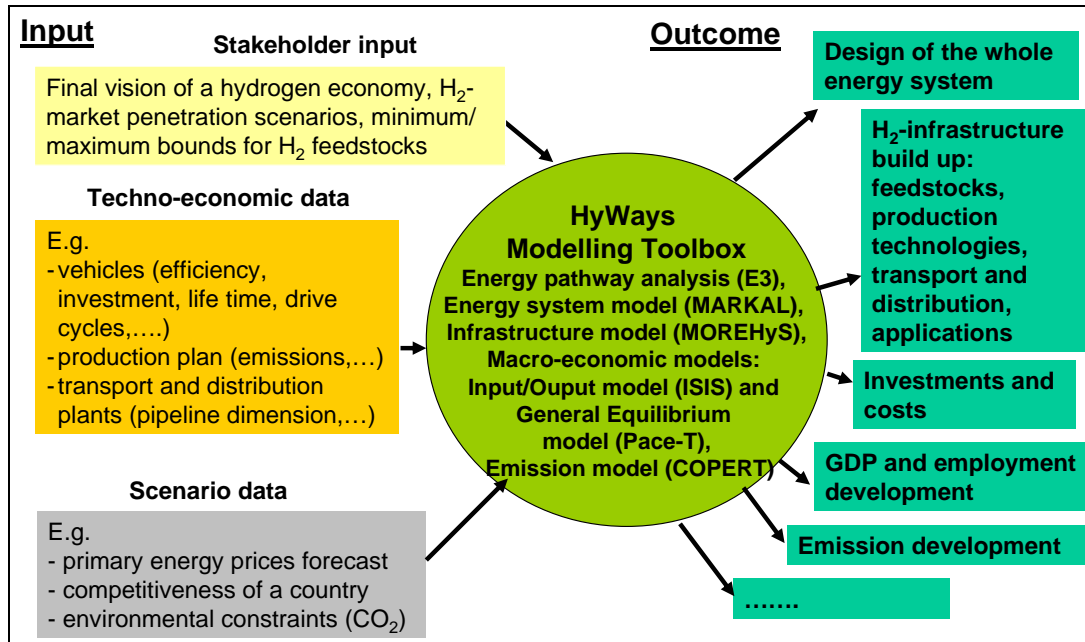 Input
Stakeholder input
Final vision of a hydrogen economy, H₂-
market penetration scenarios, minimum/
maximum bounds for H₂ feedstocks
Techno-economic data
E.g.
- vehicles (efficiency,
investment, life time, drive
cycles,….)
- production plan (emissions,…)
- transport and distribution
plants (pipeline dimension,…)
Scenario data
E.g.
- primary energy prices forecast
- competitiveness of a country
- environmental constraints (CO₂)
HyWays
Modelling Toolbox
Energy pathway analysis (E3),
Energy system model (MARKAL),
Infrastructure model (MOREHyS),
Macro-economic models:
Input/Ouput model (ISIS) and
General Equilibrium
model (Pace-T),
Emission model (COPERT)
Outcome
Design of the whole
energy system
H₂-infrastructure
build up:
feedstocks,
production
technologies,
transport and
distribution,
applications
Investments and
costs
GDP and employment
development
Emission development
…….